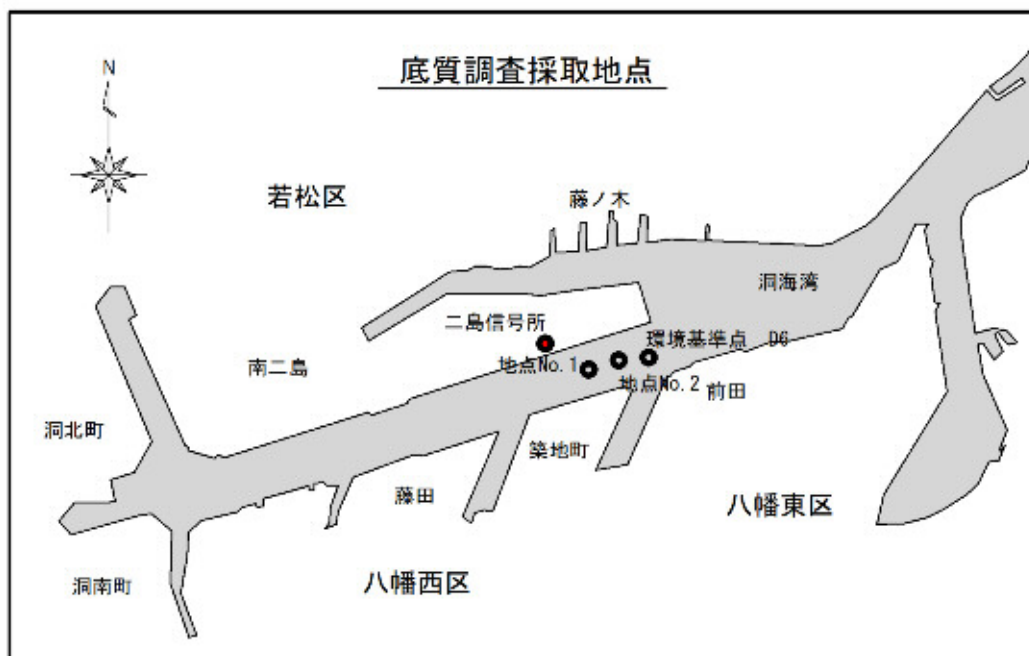 底質調査採取地点
N
若松区
藤ノ木
洞海湾
二島信号所
環境基準点 D6
南二島
地点No.1
地点No.2
前田
洞北町
築地町
藤田
八幡東区
洞南町
八幡西区